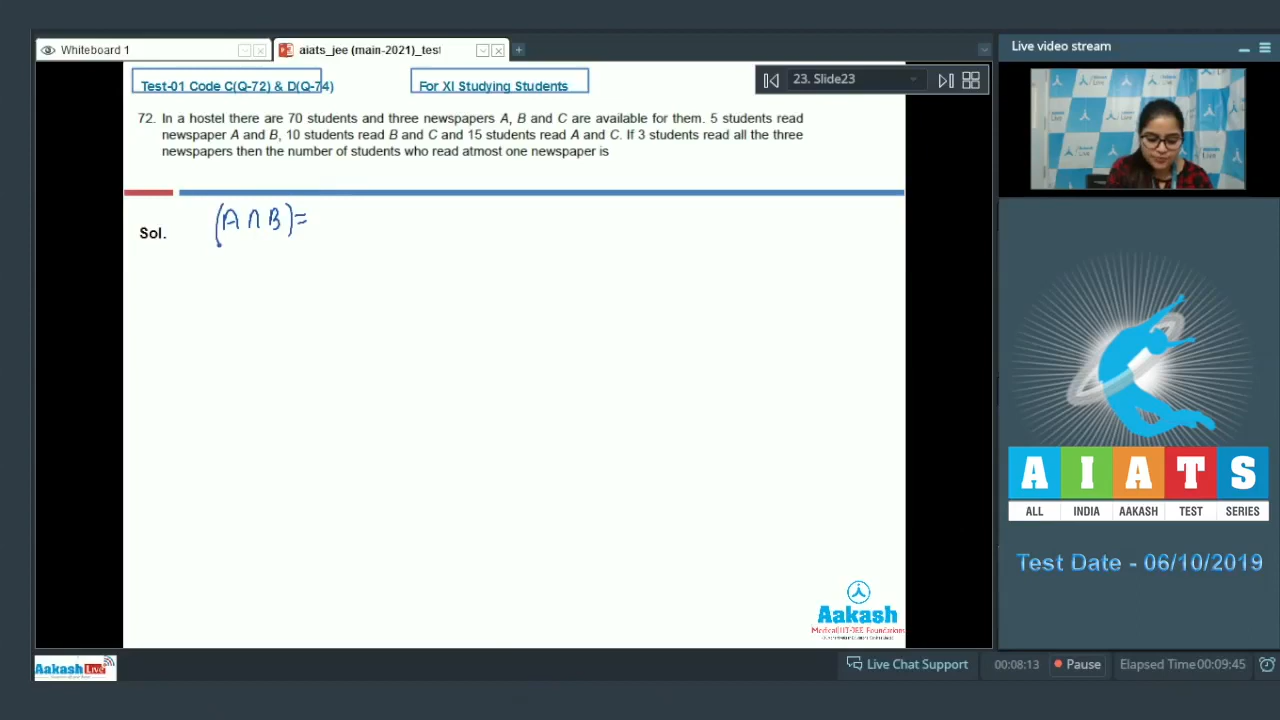 Whiteboard 1
aiats_jee (main-2021)_test
Live video stream
Test-01 Code C(Q-72) & D(Q-74)
For XI Studying Students
23. Slide23
72. In a hostel there are 70 students and three newspapers A, B and C are available for them. 5 students read
newspaper A and B, 10 students read B and C and 15 students read A and C. If 3 students read all the three
newspapers then the number of students who read atmost one newspaper is
(A ∩ B)=
Sol.
AIATS
ALL INDIA AAKASH TEST SERIES
Test Date - 06/10/2019
Aakash
Medical|IIT-JEE|Foundations
Aakash Live
Live Chat Support
00:08:13
Pause
Elapsed Time 00:09:45